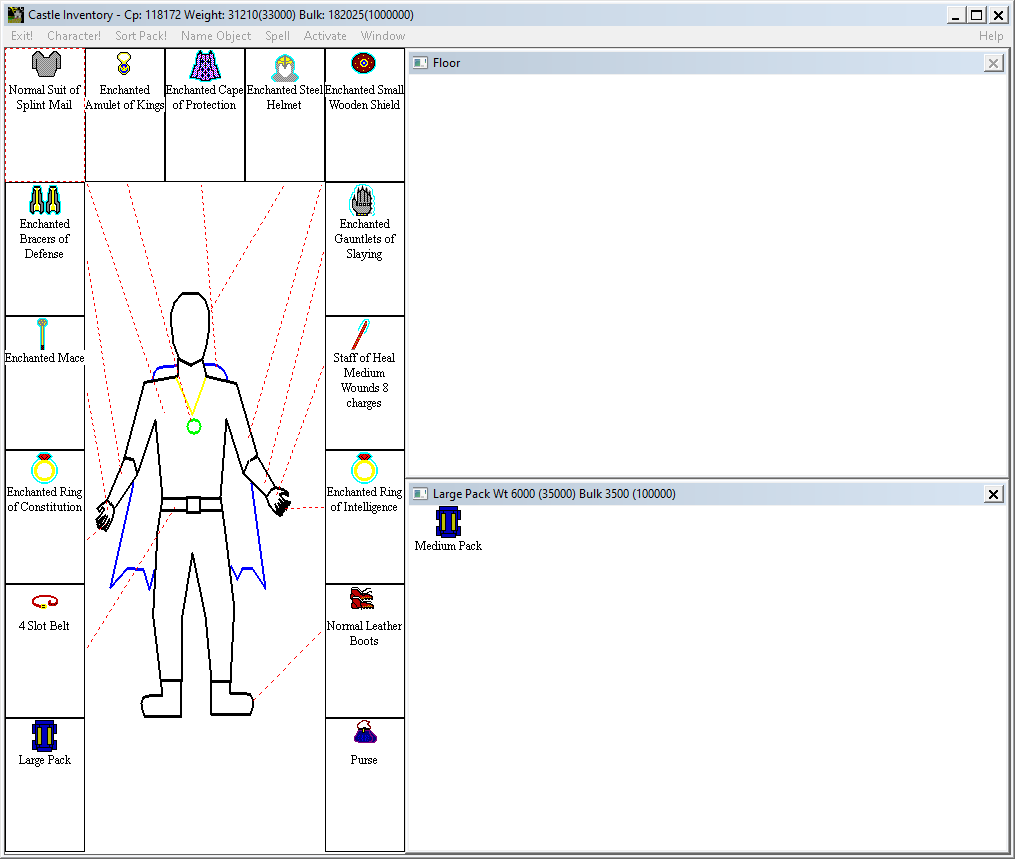 Castle Inventory - Cp: 118172 Weight: 31210(33000) Bulk: 182025(1000000)
Exit! Character! Sort Pack! Name Object Spell Activate Window Help
Normal Suit of
Splint Mail
Enchanted
Amulet of Kings
Enchanted Cape
of Protection
Enchanted Steel
Helmet
Enchanted Small
Wooden Shield
Floor
Enchanted
Bracers of
Defense
Enchanted
Gauntlets of
Slaying
Enchanted Mace
Staff of Heal
Medium
Wounds 8
charges
Enchanted Ring
of Constitution
Enchanted Ring
of Intelligence
Large Pack Wt 6000 (35000) Bulk 3500 (100000)
Medium Pack
4 Slot Belt
Normal Leather
Boots
Large Pack
Purse